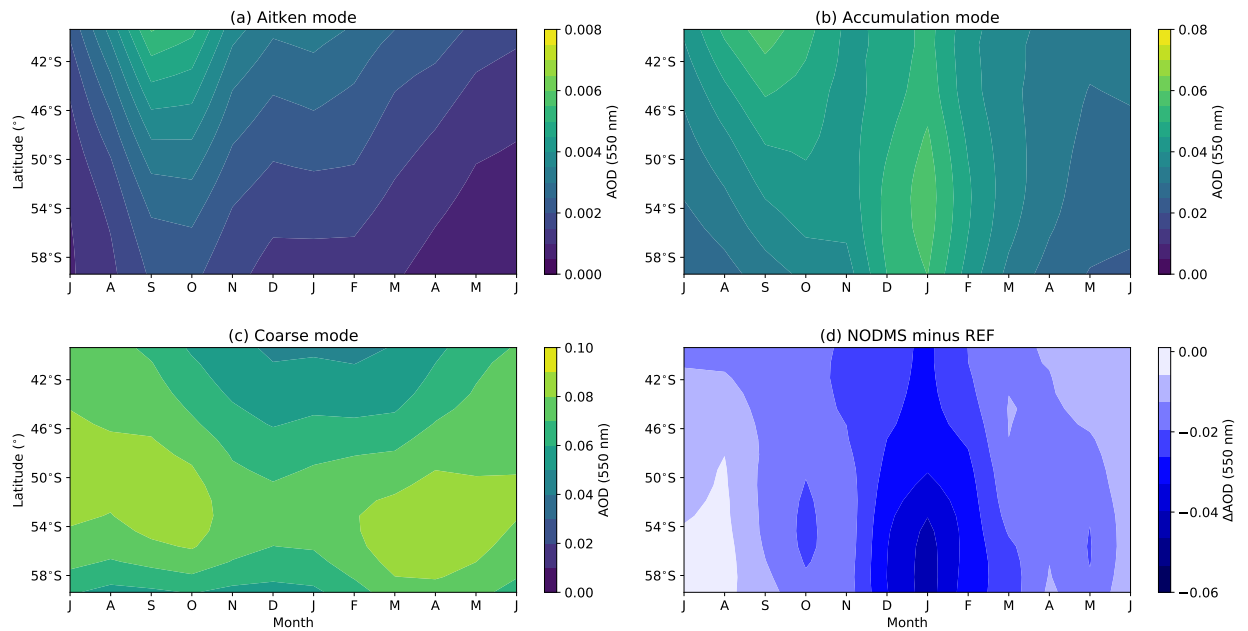 (a) Aitken mode
42°S
46°S
50°S
54°S
58°S
Latitude (°)
J A S O N D J F M A M J
0.008
0.006
0.004
0.002
0.000
AOD (550 nm)
(b) Accumulation mode
42°S
46°S
50°S
54°S
58°S
J A S O N D J F M A M J
0.08
0.06
0.04
0.02
0.00
AOD (550 nm)
(c) Coarse mode
42°S
46°S
50°S
54°S
58°S
Latitude (°)
J A S O N D J F M A M J
Month
0.10
0.08
0.06
0.04
0.02
0.00
AOD (550 nm)
(d) NODMS minus REF
42°S
46°S
50°S
54°S
58°S
J A S O N D J F M A M J
Month
0.00
−0.02
−0.04
−0.06
ΔAOD (550 nm)